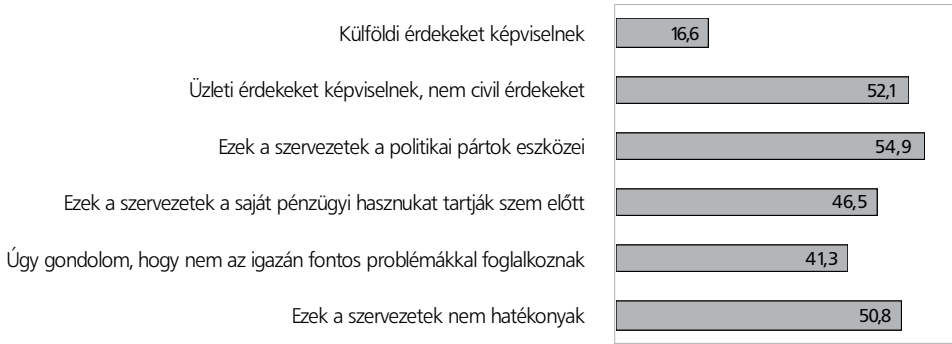 Külföldi érdekeket képviselnek 16,6
Üzleti érdekeket képviselnek, nem civil érdekeket 52,1
Ezek a szervezetek a politikai pártok eszközei 54,9
Ezek a szervezetek a saját pénzügyi hasznukat tartják szem előtt 46,5
Úgy gondolom, hogy nem az igazán fontos problémákkal foglalkoznak 41,3
Ezek a szervezetek nem hatékonyak 50,8